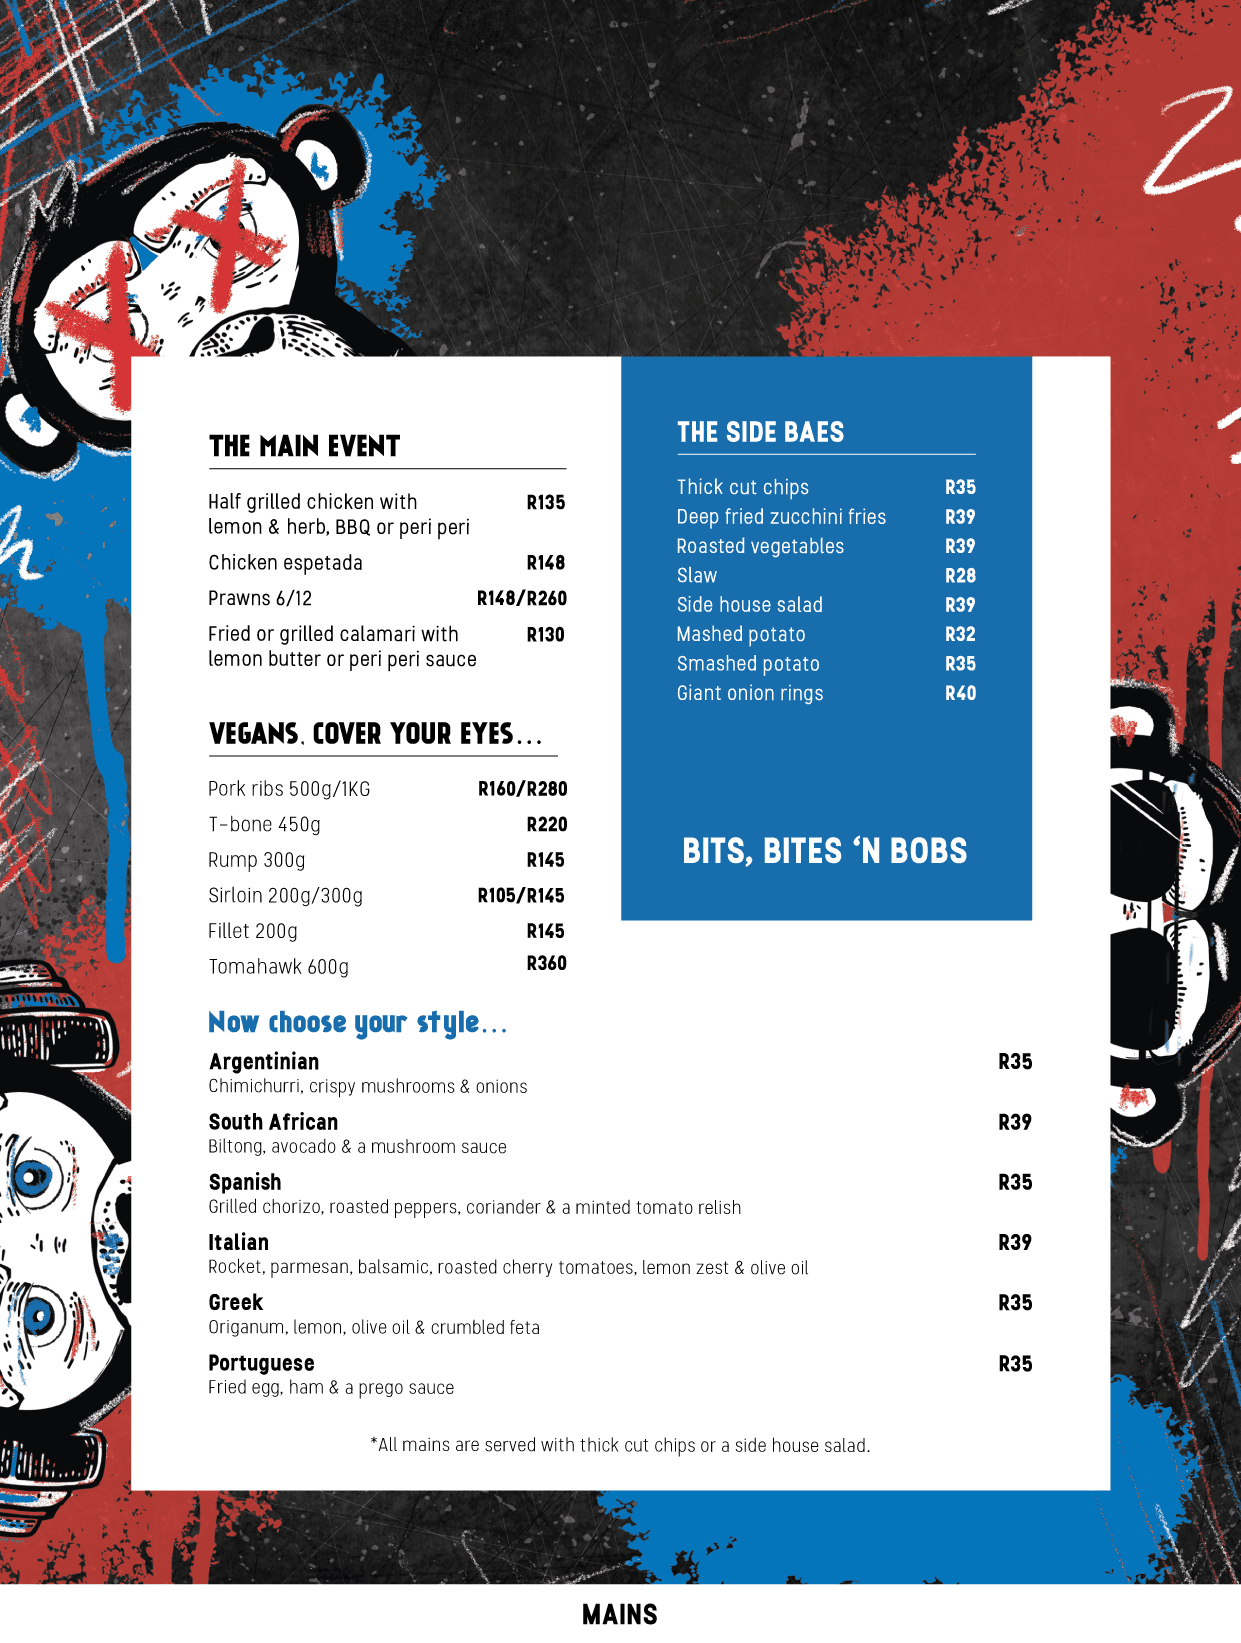 THE MAIN EVENT
Half grilled chicken with R135
lemon & herb, BBQ or peri peri
Chicken espetada R148
Prawns 6/12 R148/R260
Fried or grilled calamari with R130
lemon butter or peri peri sauce
VEGANS, COVER YOUR EYES...
Pork ribs 500g/1KG R160/R280
T-bone 450g R220
Rump 300g R145
Sirloin 200g/300g R105/R145
Fillet 200g R145
Tomahawk 600g R360
THE SIDE BAES
Thick cut chips R35
Deep fried zucchini fries R39
Roasted vegetables R39
Slaw R28
Side house salad R39
Mashed potato R32
Smashed potato R35
Giant onion rings R40
BITS, BITES ‘N BOBS
Now choose your style...
Argentinian R35
Chimichurri, crispy mushrooms & onions
South African R39
Biltong, avocado & a mushroom sauce
Spanish R35
Grilled chorizo, roasted peppers, coriander & a minted tomato relish
Italian R39
Rocket, parmesan, balsamic, roasted cherry tomatoes, lemon zest & olive oil
Greek R35
Origanum, lemon, olive oil & crumbled feta
Portuguese R35
Fried egg, ham & a prego sauce
*All mains are served with thick cut chips or a side house salad.
MAINS